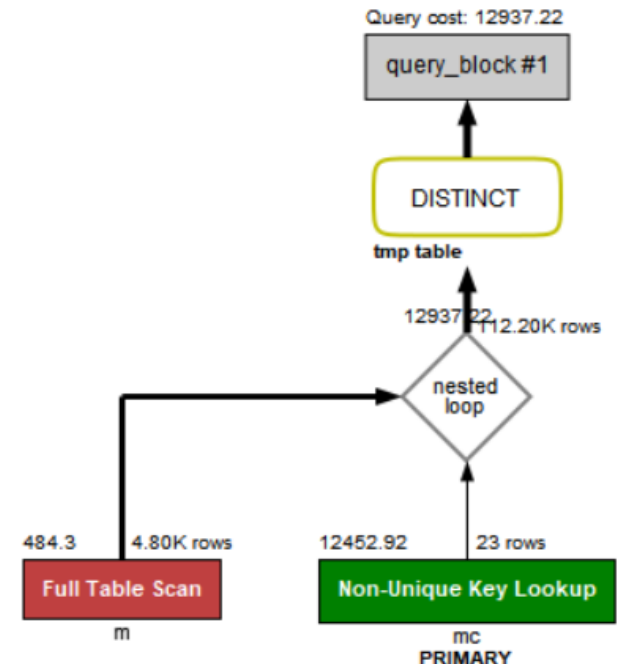 Query cost: 12937.22
query_block #1
DISTINCT
tmp table
12937.22
112.20K rows
nested
loop
484.3
4.80K rows
12452.92
23 rows
Full Table Scan
Non-Unique Key Lookup
m
mc
PRIMARY